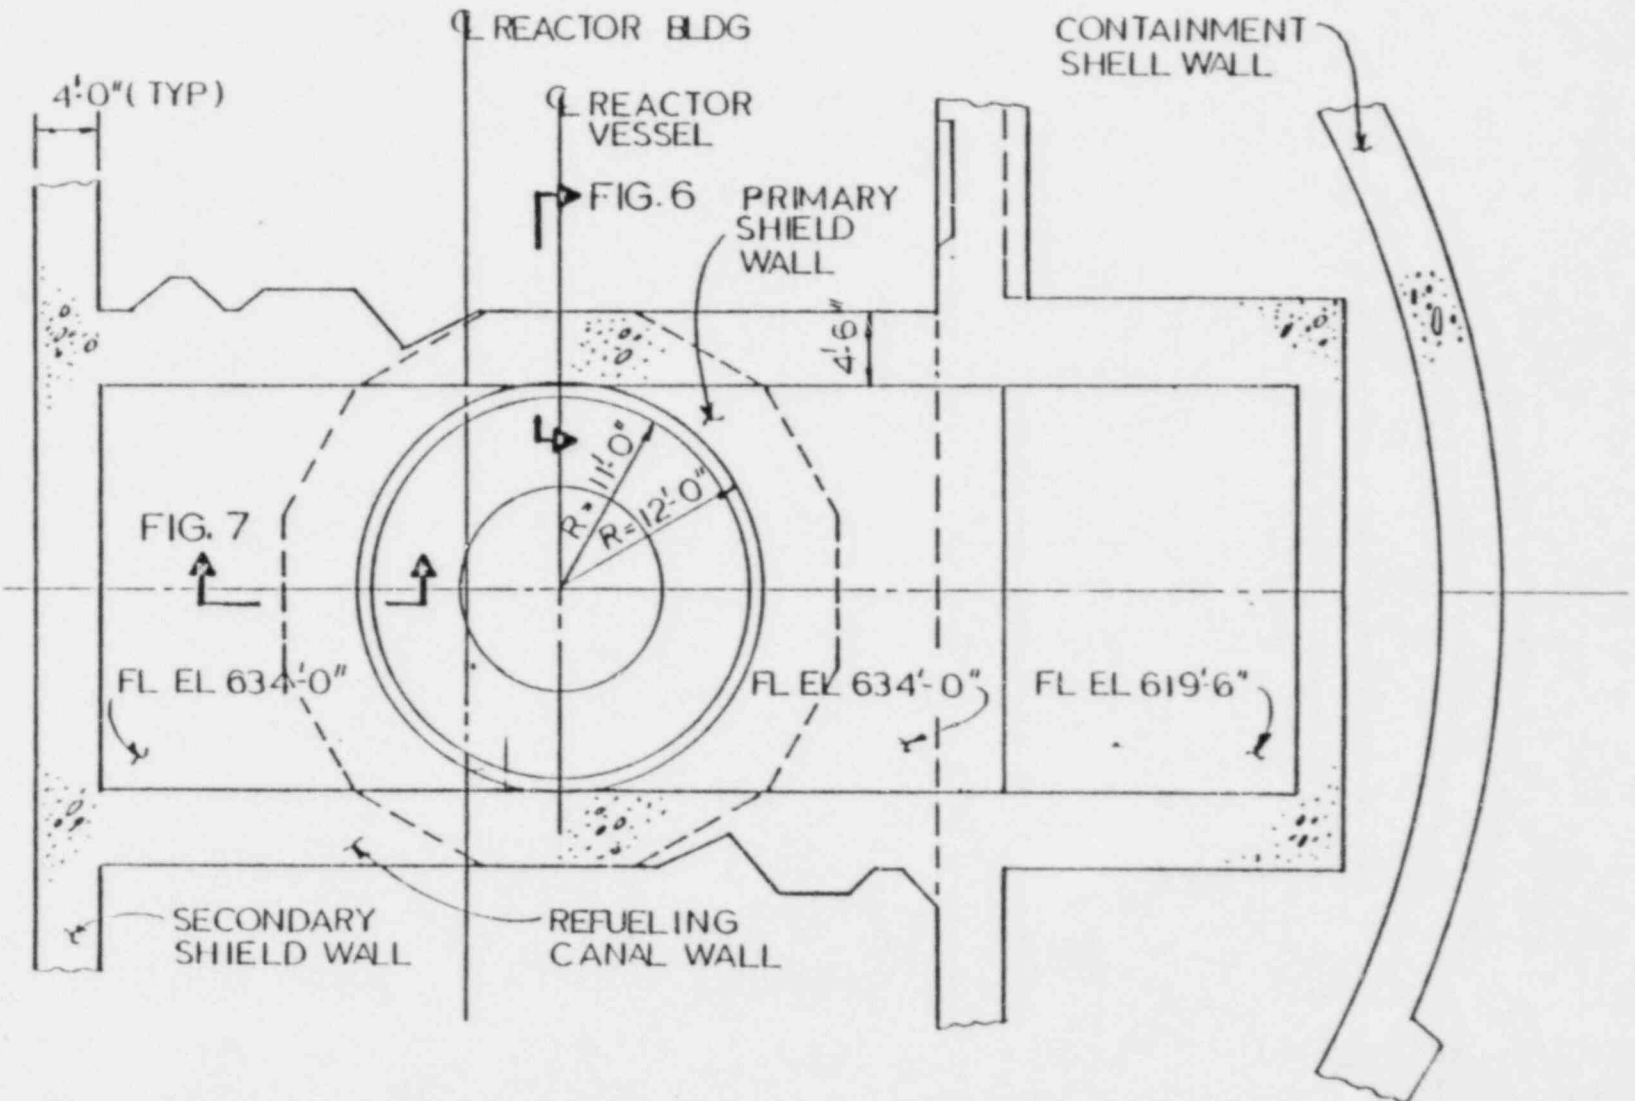 ℄ REACTOR BLDG
CONTAINMENT
SHELL WALL
4'-0" ( TYP )
℄ REACTOR
VESSEL
FIG. 6
PRIMARY
SHIELD
WALL
4'-6"
R= 11'-0"
R= 12'-0"
FIG. 7
FL EL 634'-0"
FL EL 634'-0"
FL EL 619'-6"
SECONDARY
SHIELD WALL
REFUELING
CANAL WALL